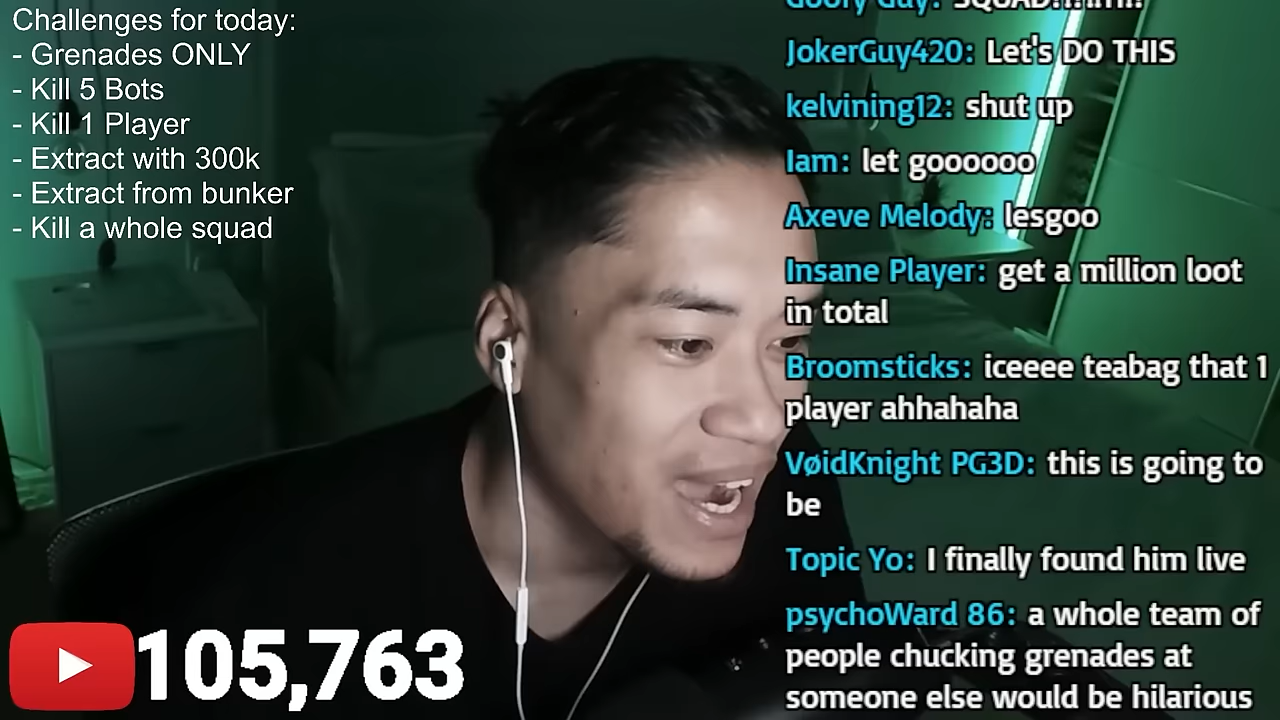 Challenges for today:
- Grenades ONLY
- Kill 5 Bots
- Kill 1 Player
- Extract with 300k
- Extract from bunker
- Kill a whole squad
JokerGuy420: Let's DO THIS
kelvining12: shut up
Iam: let goooooo
Axeve Melody: lesgoo
Insane Player: get a million loot
in total
Broomsticks: iceeee teabag that 1
player ahhahaha
VøidKnight PG3D: this is going to
be
Topic Yo: I finally found him live
psychoWard 86: a whole team of
people chucking grenades at
someone else would be hilarious
105,763